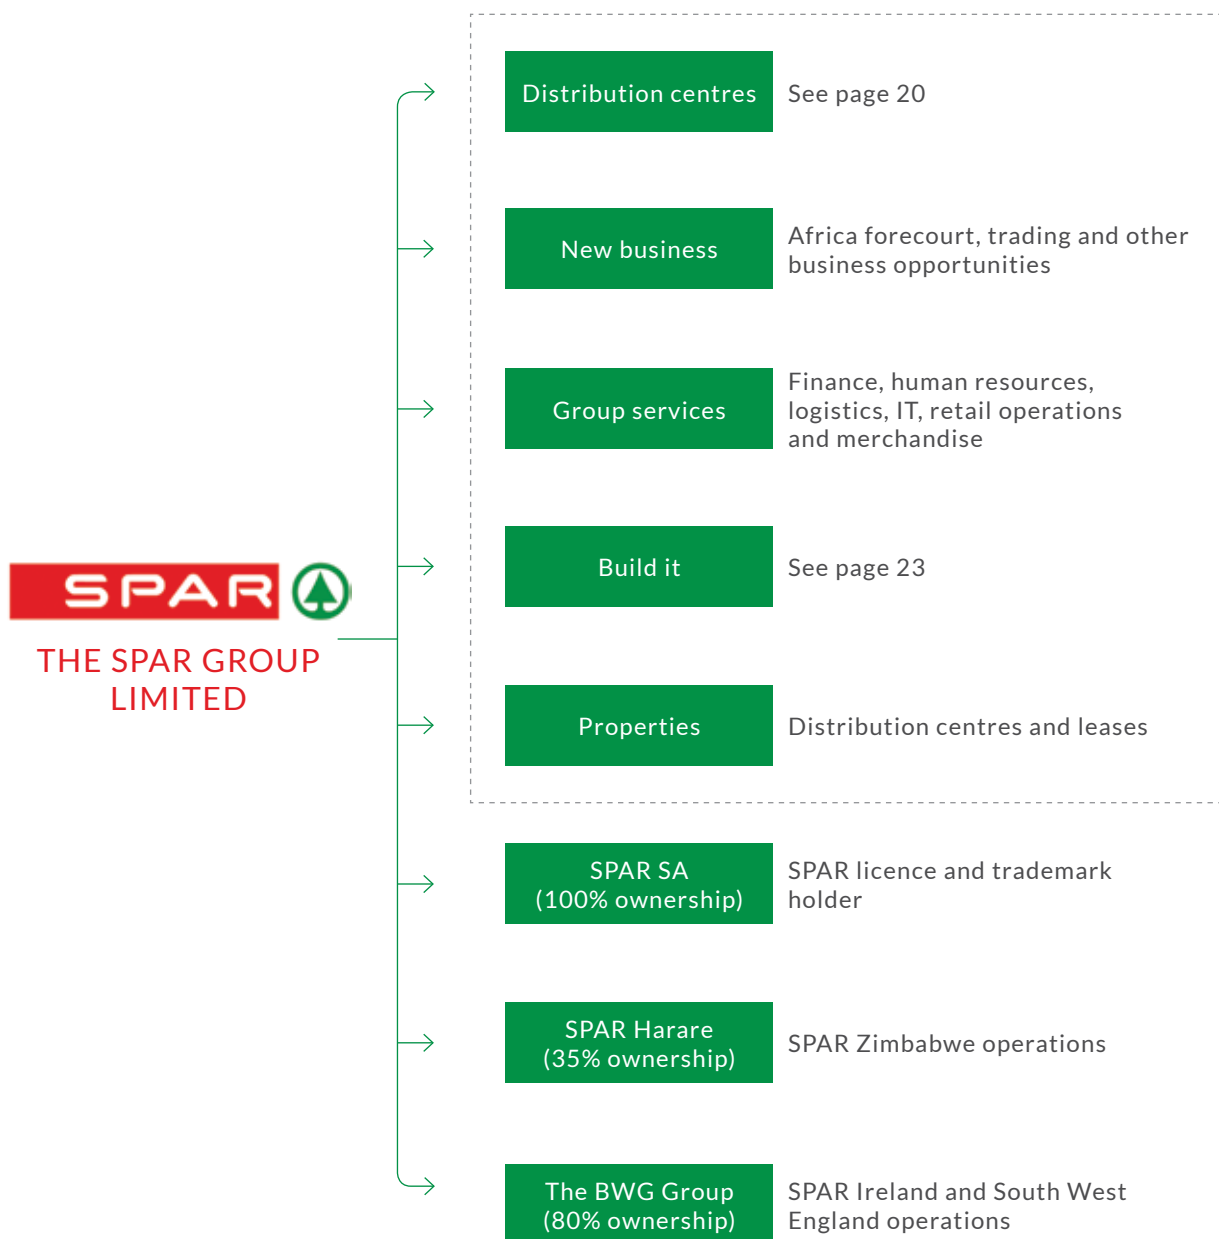 Distribution centres
See page 20
New business
Africa forecourt, trading and other
business opportunities
Group services
Finance, human resources,
logistics, IT, retail operations
and merchandise
Build it
See page 23
SPAR
THE SPAR GROUP
LIMITED
Properties
Distribution centres and leases
SPAR SA
(100% ownership)
SPAR licence and trademark
holder
SPAR Harare
(35% ownership)
SPAR Zimbabwe operations
The BWG Group
(80% ownership)
SPAR Ireland and South West
England operations